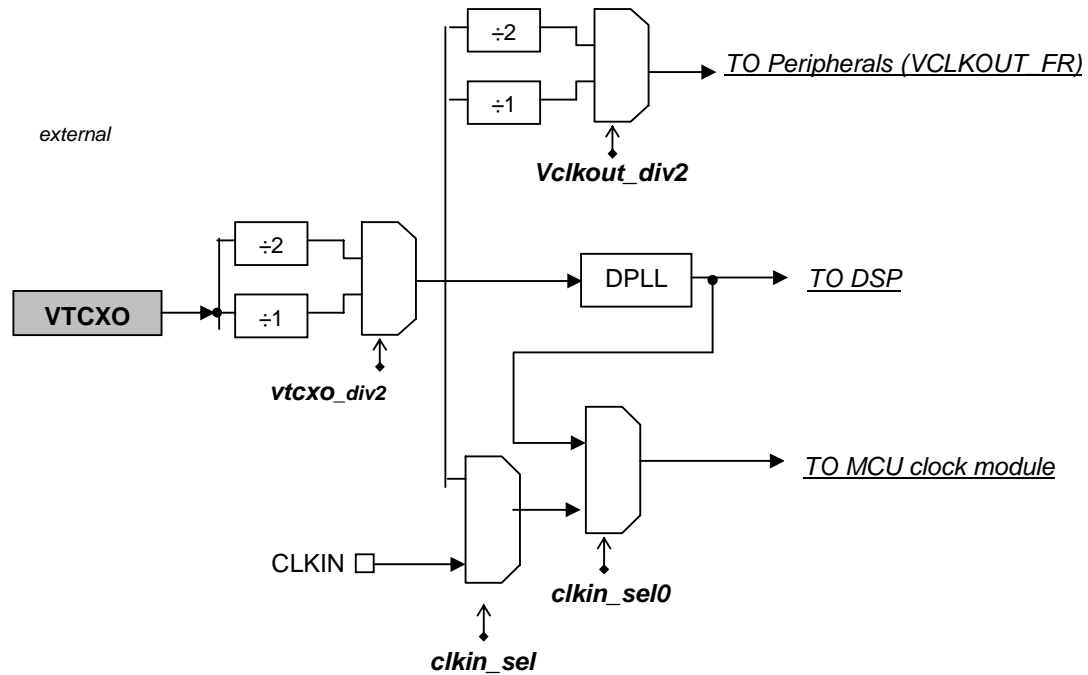 ÷2
TO Peripherals (VCLKOUT_FR)
÷1
external
Vclkout_div2
÷2
DPLL
TO DSP
VTCXO
÷1
vtcxo_div2
TO MCU clock module
CLKIN
clkin_sel0
clkin_sel